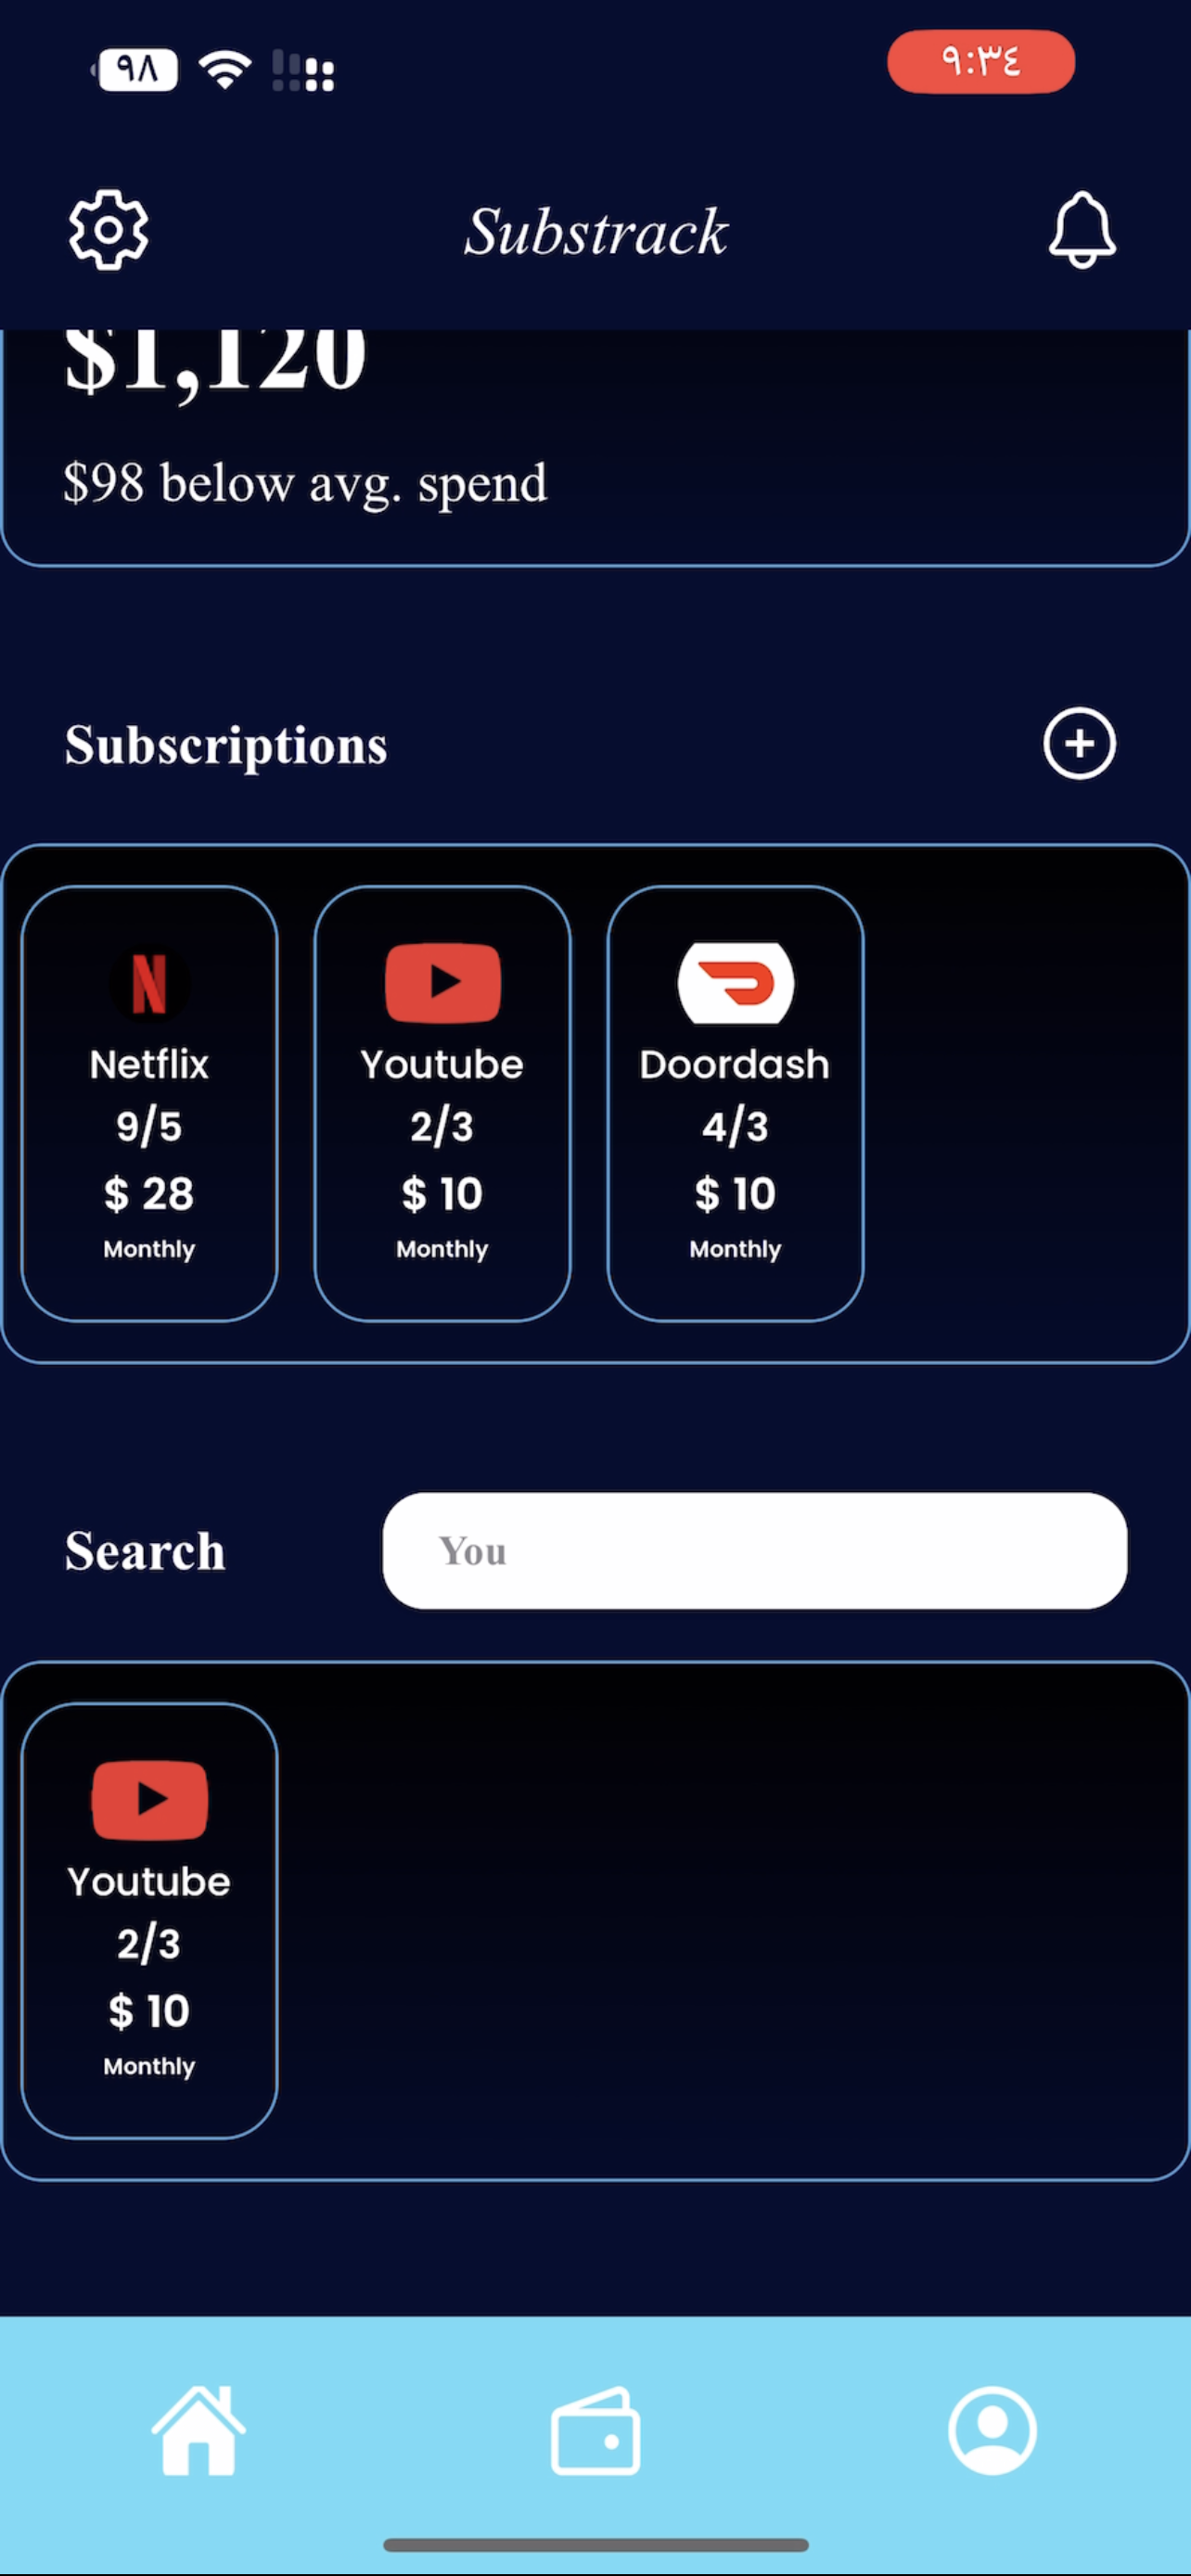 ٩٨ ٩:٣٤
Substrack
$1,120
$98 below avg. spend
Subscriptions
N
Netflix
9/5
$ 28
Monthly
Youtube
2/3
$ 10
Monthly
Doordash
4/3
$ 10
Monthly
Search You
Youtube
2/3
$ 10
Monthly